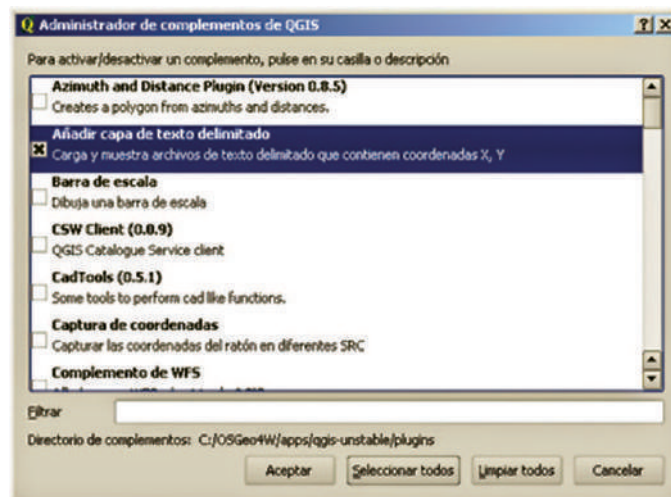 Administrador de complementos de QGIS
Para activar/desactivar un complemento, pulse en su casilla o descripción
Azimuth and Distance Plugin (Version 0.8.5)
Creates a polygon from azimuths and distances.
Añadir capa de texto delimitado
Carga y muestra archivos de texto delimitado que contienen coordenadas X, Y
Barra de escala
Dibuja una barra de escala
CSW Client (0.0.9)
QGIS Catalogue Service client
CadTools (0.5.1)
Some tools to perform cad like functions.
Captura de coordenadas
Capturar las coordenadas del ratón en diferentes SRC
Complemento de WFS
Filtrar
Directorio de complementos: C:/OSGeo4W/apps/qgis-unstable/plugins
Aceptar Seleccionar todos Limpiar todos Cancelar